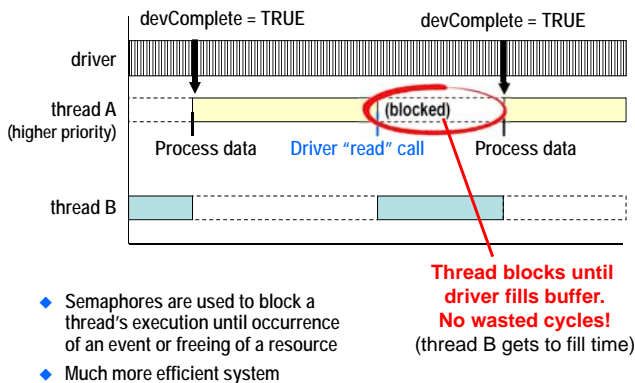 devComplete = TRUE
devComplete = TRUE
driver
thread A
(higher priority)
(blocked)
Process data
Driver “read” call
Process data
thread B
Thread blocks until
driver fills buffer.
No wasted cycles!
(thread B gets to fill time)
Semaphores are used to block a
thread's execution until occurrence
of an event or freeing of a resource
Much more efficient system